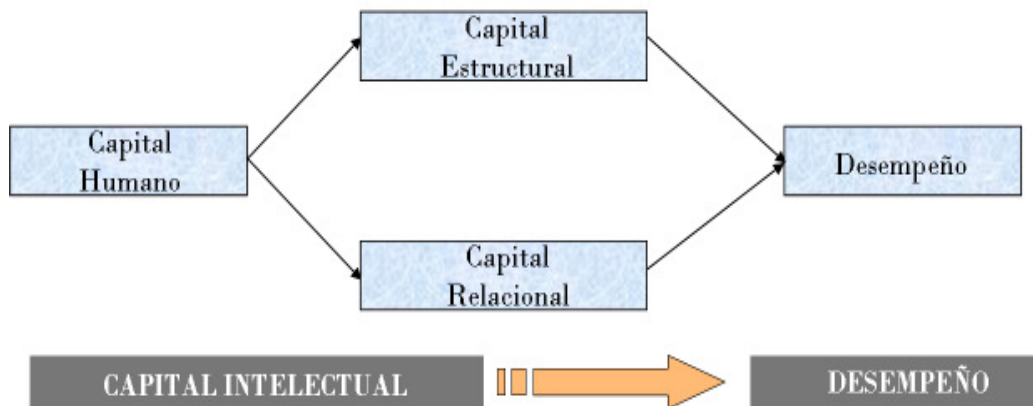 Capital
Estructural
Capital
Humano
Desempeño
Capital
Relacional
CAPITAL INTELECTUAL
DESEMPEÑO